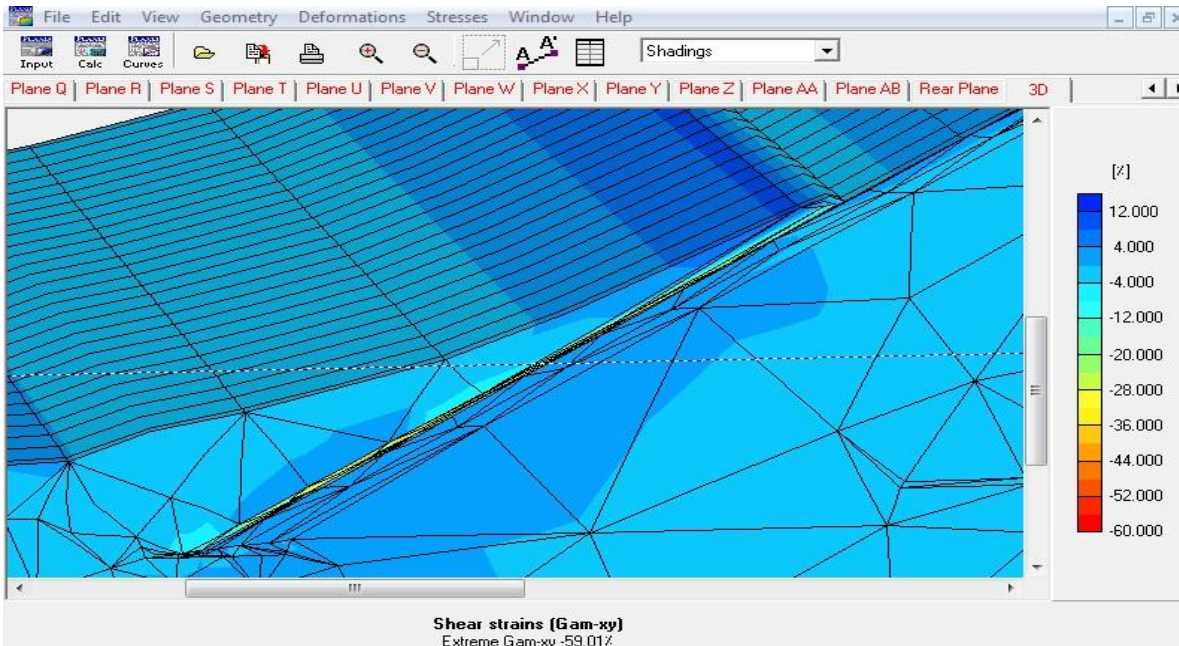 File Edit View Geometry Deformations Stresses Window Help
Input Calc Curves A A' Shadings
Plane Q Plane R Plane S Plane T Plane U Plane V Plane W Plane X Plane Y Plane Z Plane AA Plane AB Rear Plane 3D
[%]
12.000
4.000
-4.000
-12.000
-20.000
-28.000
-36.000
-44.000
-52.000
-60.000
Shear strains (Gam-xy)
Extreme Gam-xy -59.01%